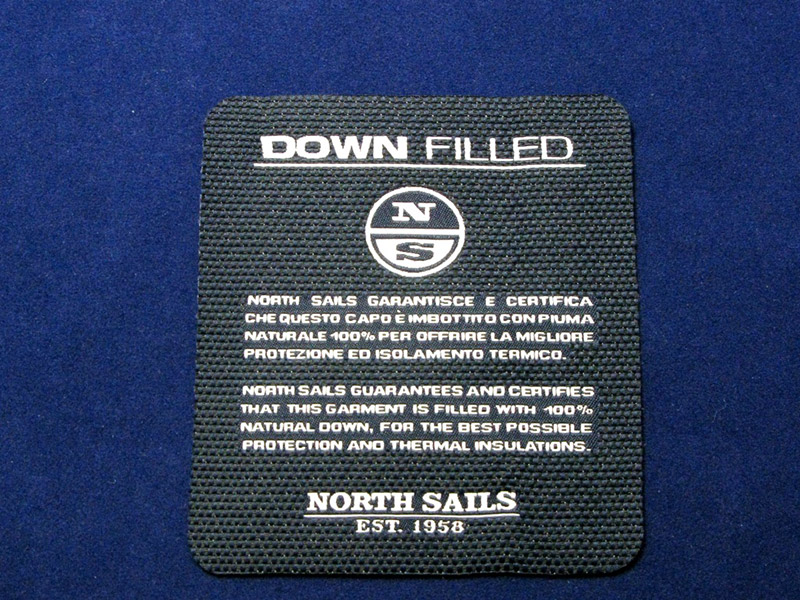 DOWN FILLED
N
S
NORTH SAILS GARANTISCE E CERTIFICA
CHE QUESTO CAPO È IMBOTTITO CON PIUMA
NATURALE 100% PER OFFRIRE LA MIGLIORE
PROTEZIONE ED ISOLAMENTO TERMICO.
NORTH SAILS GUARANTEES AND CERTIFIES
THAT THIS GARMENT IS FILLED WITH 100%
NATURAL DOWN, FOR THE BEST POSSIBLE
PROTECTION AND THERMAL INSULATIONS.
NORTH SAILS
EST. 1958